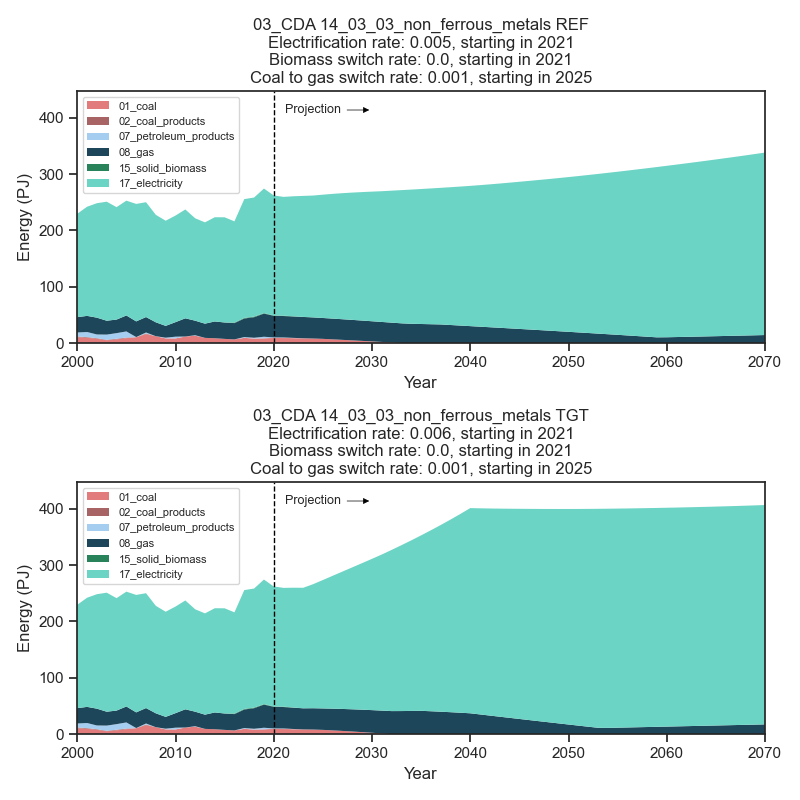 03_CDA 14_03_03_non_ferrous_metals REF
Electrification rate: 0.005, starting in 2021
Biomass switch rate: 0.0, starting in 2021
Coal to gas switch rate: 0.001, starting in 2025
Projection
01_coal
02_coal_products
07_petroleum_products
08_gas
15_solid_biomass
17_electricity
400
300
200
100
0
Energy (PJ)
2000 2010 2020 2030 2040 2050 2060 2070
Year
03_CDA 14_03_03_non_ferrous_metals TGT
Electrification rate: 0.006, starting in 2021
Biomass switch rate: 0.0, starting in 2021
Coal to gas switch rate: 0.001, starting in 2025
Projection
01_coal
02_coal_products
07_petroleum_products
08_gas
15_solid_biomass
17_electricity
400
300
200
100
0
Energy (PJ)
2000 2010 2020 2030 2040 2050 2060 2070
Year